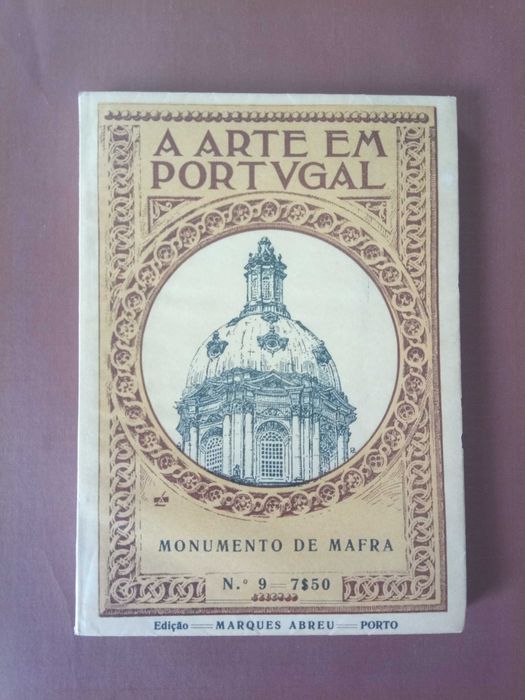 A ARTE EM
PORTVGAL
MONUMENTO DE MAFRA
N.º 9 — 7$50
Edição — MARQUES ABREU — PORTO